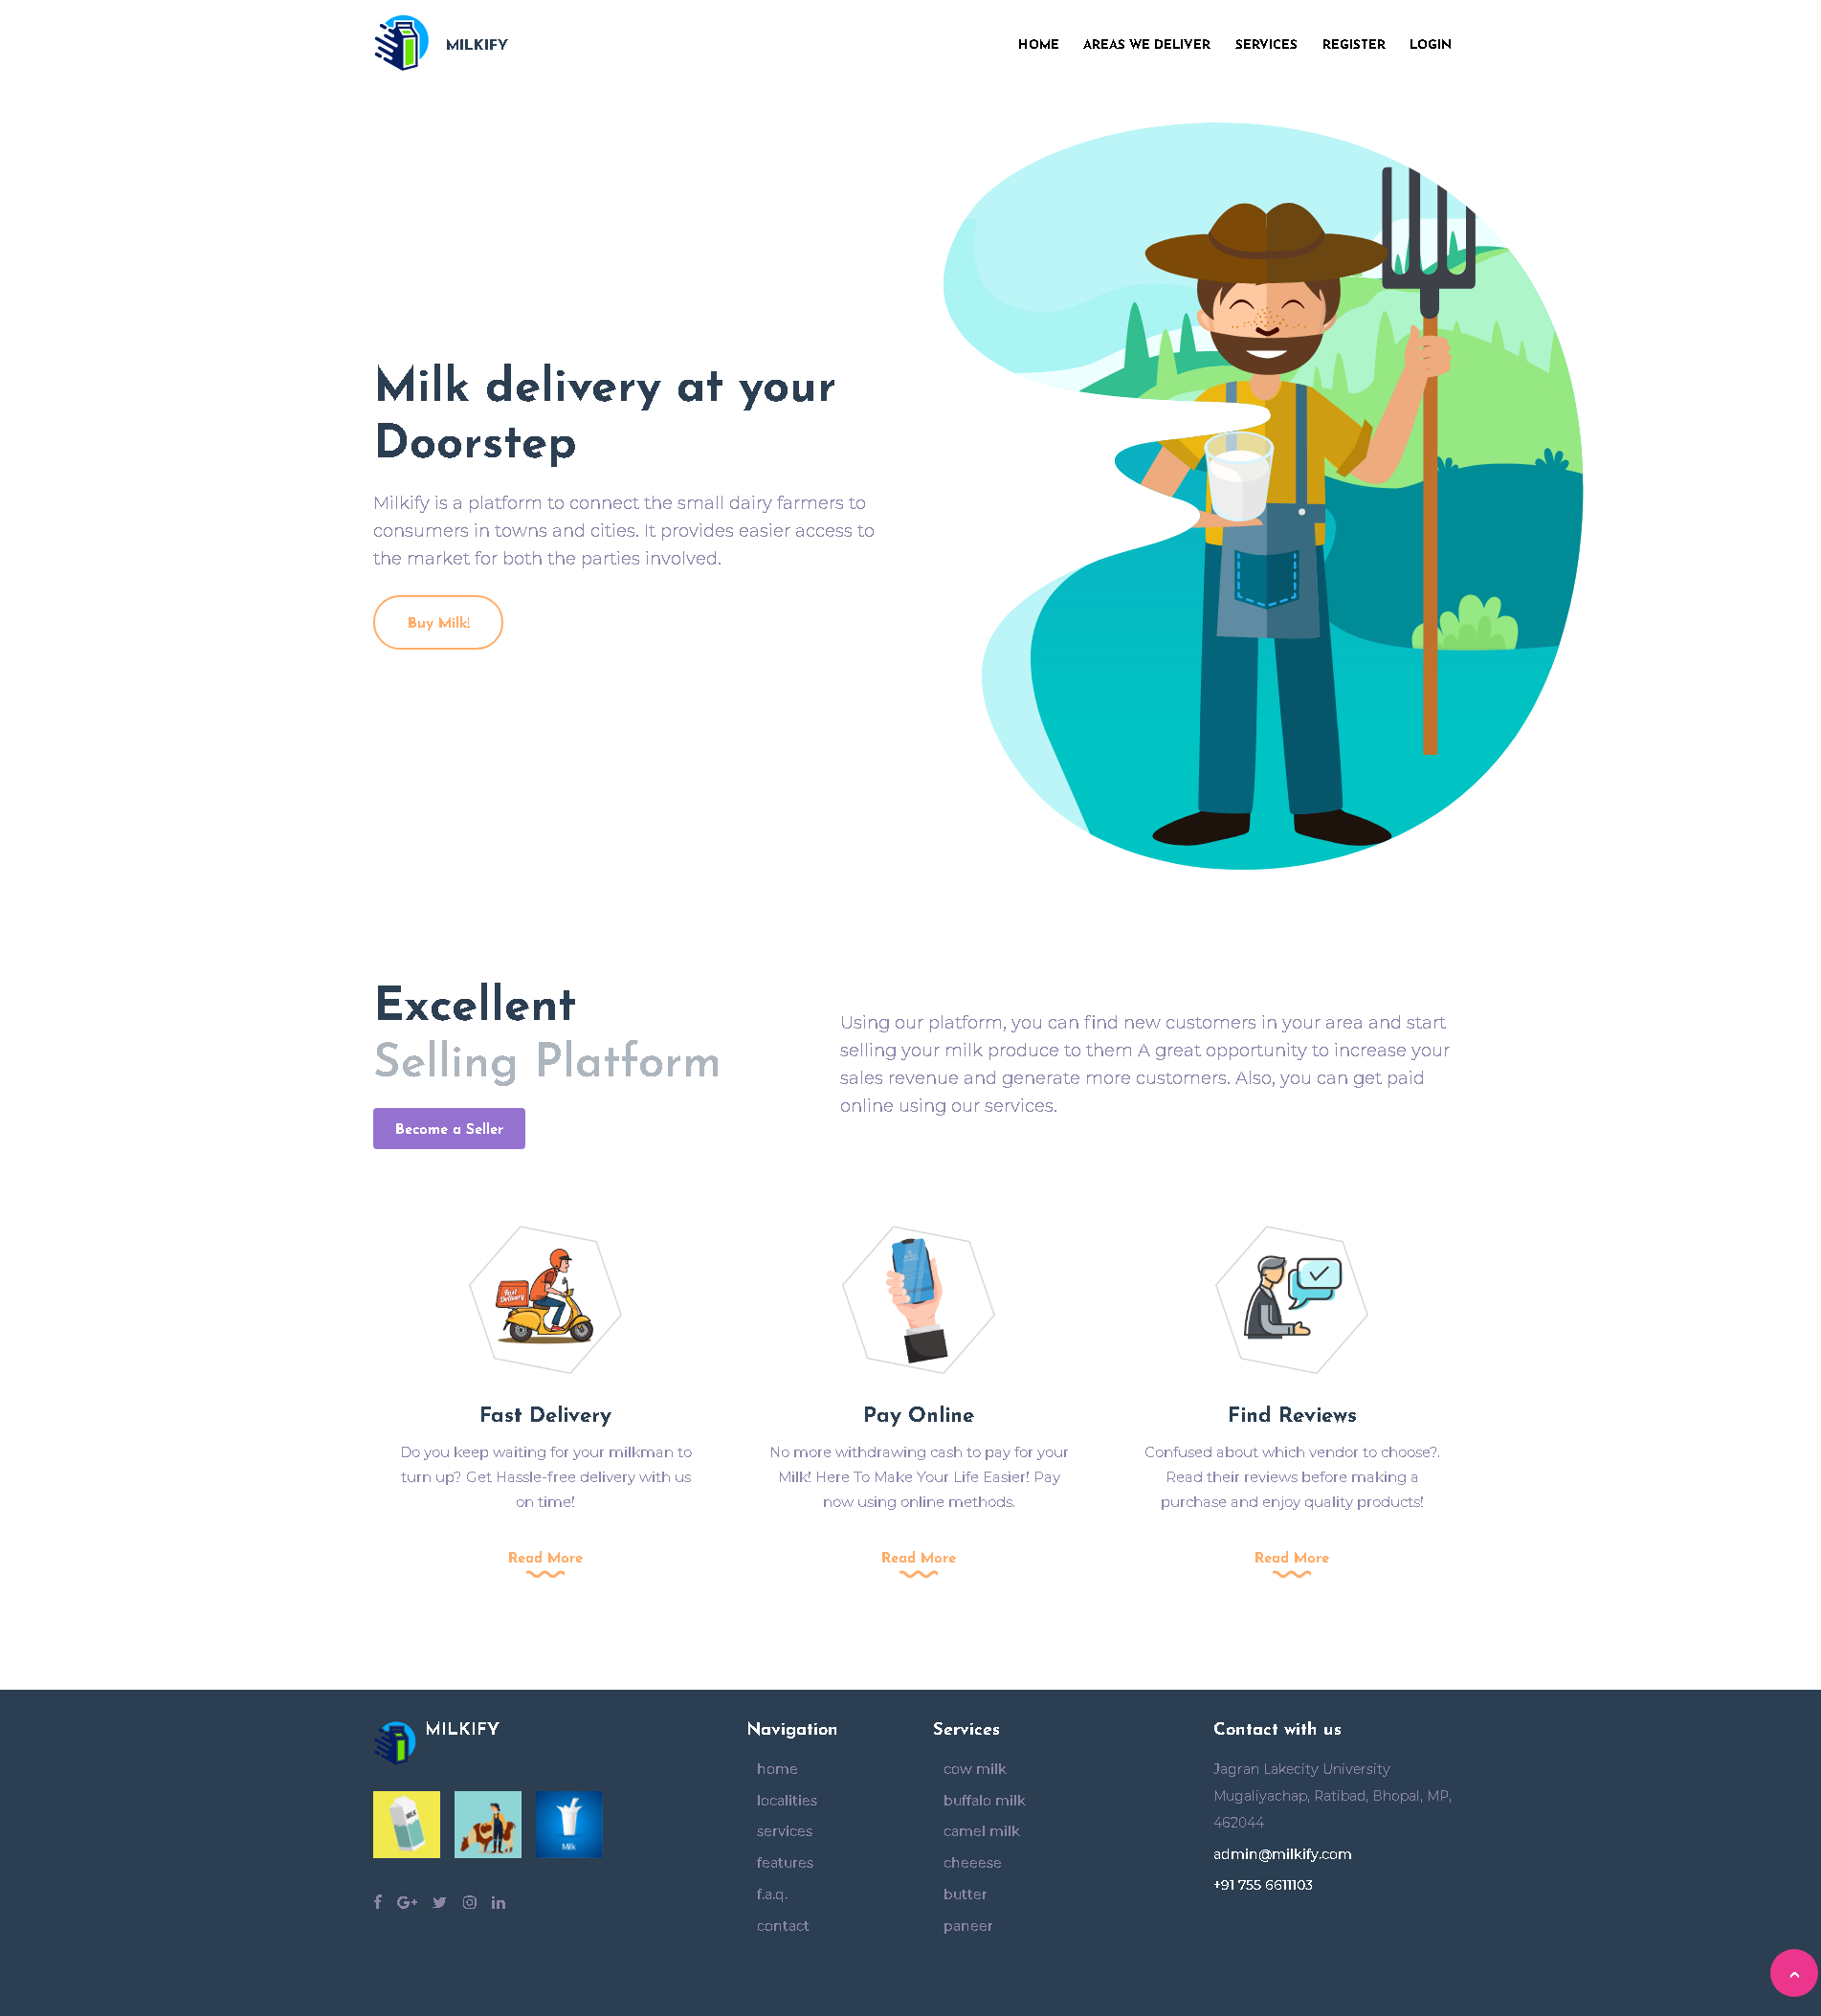 MILKIFY
HOME AREAS WE DELIVER SERVICES REGISTER LOGIN
Milk delivery at your
Doorstep
Milkify is a platform to connect the small dairy farmers to
consumers in towns and cities. It provides easier access to
the market for both the parties involved.
Buy Milk!
Excellent
Selling Platform
Become a Seller
Using our platform, you can find new customers in your area and start
selling your milk produce to them A great opportunity to increase your
sales revenue and generate more customers. Also, you can get paid
online using our services.
Fast
Delivery
Fast Delivery
Do you keep waiting for your milkman to
turn up? Get Hassle-free delivery with us
on time!
Read More
Pay Online
No more withdrawing cash to pay for your
Milk! Here To Make Your Life Easier! Pay
now using online methods.
Read More
Find Reviews
Confused about which vendor to choose?.
Read their reviews before making a
purchase and enjoy quality products!
Read More
MILKIFY
MILK
Milk
Navigation
home
localities
services
features
f.a.q.
contact
Services
cow milk
buffalo milk
camel milk
cheeese
butter
paneer
Contact with us
Jagran Lakecity University
Mugaliyachap, Ratibad, Bhopal, MP,
462044
admin@milkify.com
+91 755 6611103